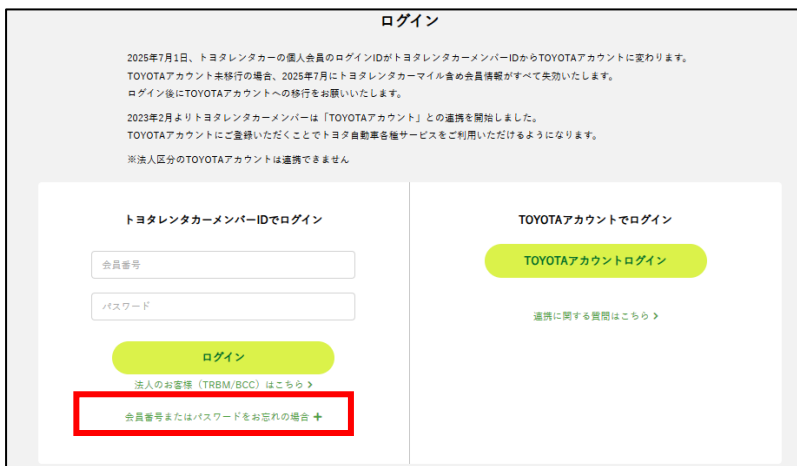 ログイン
2025年7月1日、トヨタレンタカーの個人会員のログインIDがトヨタレンタカーメンバーIDからTOYOTAアカウントに変わります。
TOYOTAアカウント未移行の場合、2025年7月にトヨタレンタカーマイル含め会員情報がすべて失効いたします。
ログイン後にTOYOTAアカウントへの移行をお願いいたします。
2023年2月よりトヨタレンタカーメンバーは「TOYOTAアカウント」との連携を開始しました。
TOYOTAアカウントにご登録いただくことでトヨタ自動車各種サービスをご利用いただけるようになります。
※法人区分のTOYOTAアカウントは連携できません
トヨタレンタカーメンバーIDでログイン
会員番号
パスワード
ログイン
法人のお客様（TRBM/BCC）はこちら >
会員番号またはパスワードをお忘れの場合 +
TOYOTAアカウントでログイン
TOYOTAアカウントログイン
連携に関する質問はこちら >